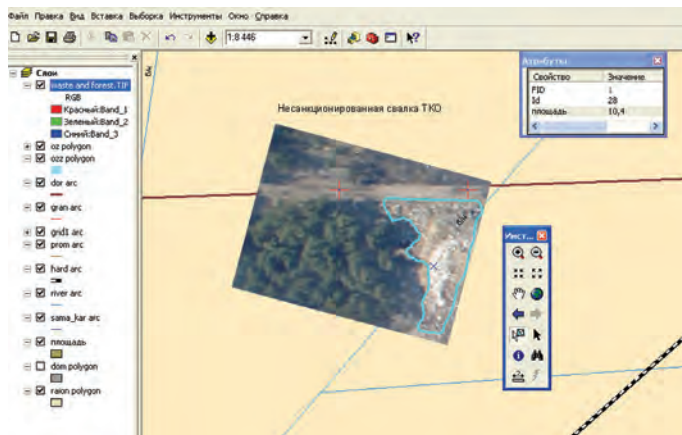 Файл Правка Вид Вставка Выборка Инструменты Окно Справка
1:8 446
Слои
waste and forest.TIF
RGB
Красный: Band_1
Зеленый: Band_2
Синий: Band_3
oz polygon
ozz polygon
dor arc
gran arc
grid1 arc
prom arc
hard arc
river arc
sama_kar arc
площадь
dom polygon
raion polygon
Несанкционированная свалка ТКО
Атрибуты
Свойство Значение
FID 1
Id 28
площадь 10,4
Инст...